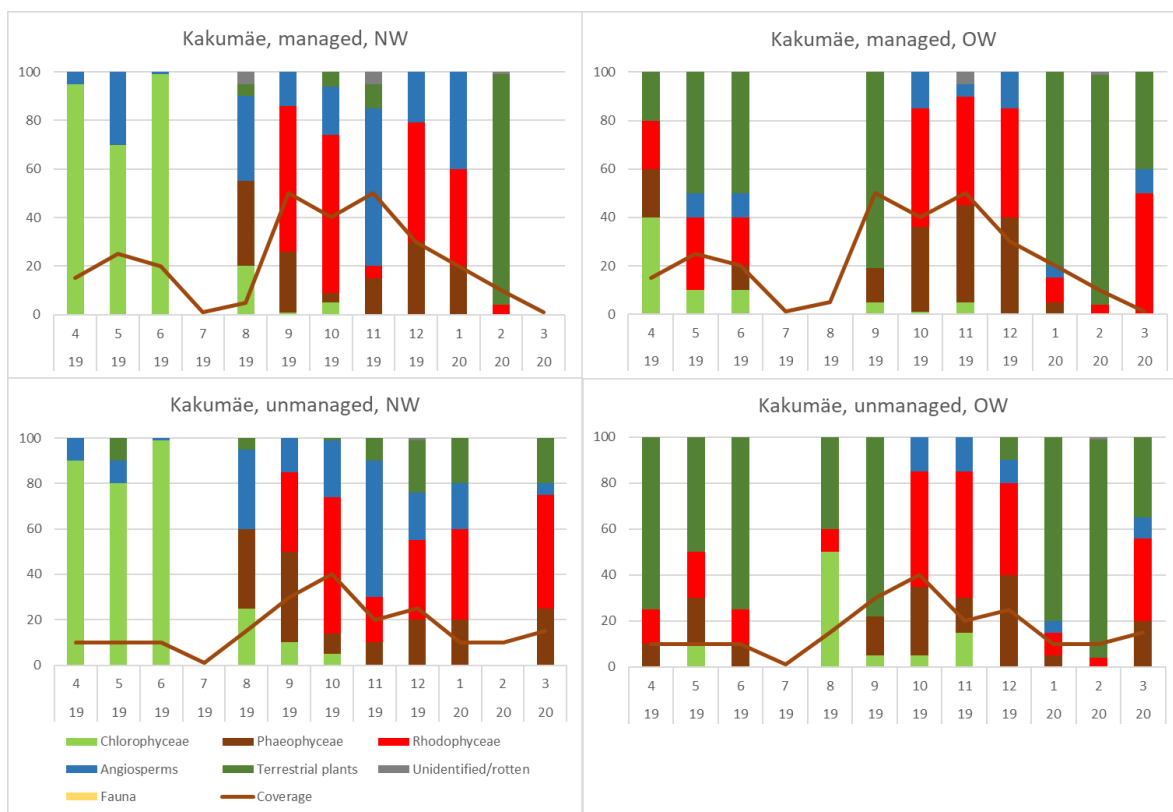 Kakumäe, managed, NW
100
80
60
40
20
0
4 5 6 7 8 9 10 11 12 1 2 3
19 19 19 19 19 19 19 19 19 20 20 20
Kakumäe, managed, OW
100
80
60
40
20
0
4 5 6 7 8 9 10 11 12 1 2 3
19 19 19 19 19 19 19 19 19 20 20 20
Kakumäe, unmanaged, NW
100
80
60
40
20
0
4 5 6 7 8 9 10 11 12 1 2 3
19 19 19 19 19 19 19 19 19 20 20 20
Kakumäe, unmanaged, OW
100
80
60
40
20
0
4 5 6 7 8 9 10 11 12 1 2 3
19 19 19 19 19 19 19 19 19 20 20 20
Chlorophyceae Phaeophyceae Rhodophyceae
Angiosperms Terrestrial plants Unidentified/rotten
Fauna Coverage